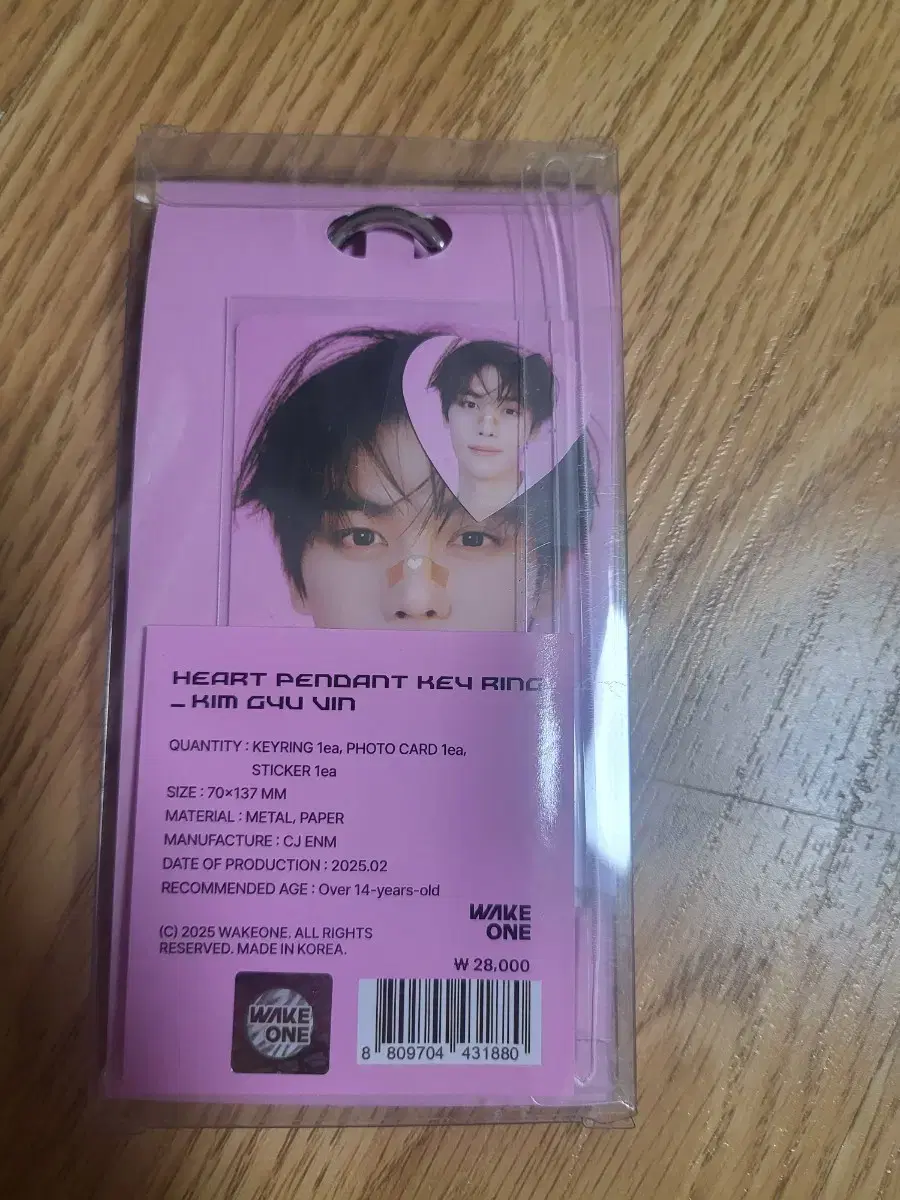 HEART PENDANT KEY RING
_ KIM GYU VIN
QUANTITY : KEYRING 1ea, PHOTO CARD 1ea,
STICKER 1ea
SIZE : 70×137 MM
MATERIAL : METAL, PAPER
MANUFACTURE : CJ ENM
DATE OF PRODUCTION : 2025.02
RECOMMENDED AGE : Over 14-years-old
WAKE
ONE
(C) 2025 WAKEONE. ALL RIGHTS
RESERVED. MADE IN KOREA.
₩ 28,000
WAKE
ONE
8 809704 431880